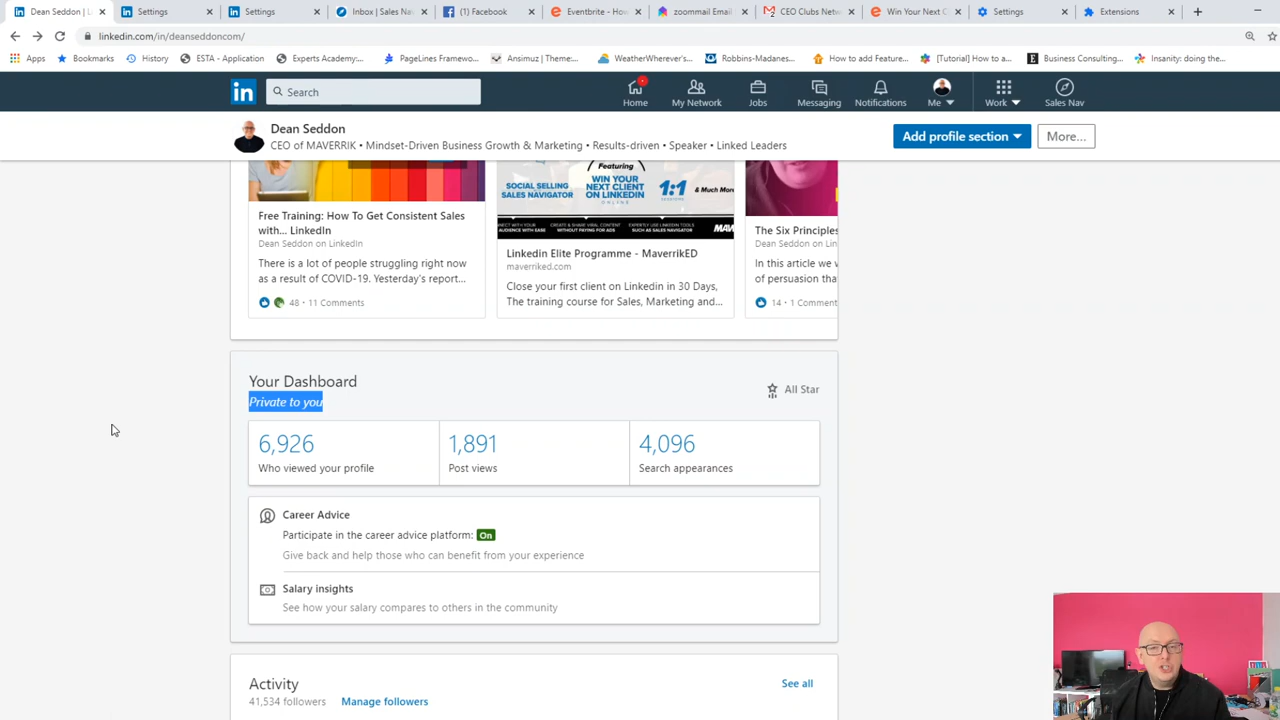 Dean Seddon | L
Settings
Settings
Inbox | Sales Na
(1) Facebook
Eventbrite - Ho
zoommail Email
CEO Clubs Netw
Win Your Next C
Settings
Extensions
linkedin.com/in/deanseddoncom/
Apps
Bookmarks
History
ESTA - Application
Experts Academy:...
PageLines Framewo...
Ansimuz | Theme:...
WeatherWherever's...
Robbins-Madanes...
How to add Feature...
[Tutorial] How to a...
Business Consulting...
Insanity: doing the...
in
Search
Home
My Network
Jobs
Messaging
Notifications
Me
Work
Sales Nav
Dean Seddon
CEO of MAVERRIK • Mindset-Driven Business Growth & Marketing • Results-driven • Speaker • Linked Leaders
Add profile section
More...
Free Training: How To Get Consistent Sales
with... LinkedIn
Dean Seddon on LinkedIn
There is a lot of people struggling right now
as a result of COVID-19. Yesterday's report...
48 • 11 Comments
Featuring
SOCIAL SELLING
SALES NAVIGATOR
WIN YOUR
NEXT CLIENT
ON LINKEDIN
ONLINE
1:1
& Much More
Linkedin Elite Programme - MaverrikED
maverriked.com
Close your first client on Linkedin in 30 Days,
The training course for Sales, Marketing and...
The Six Principles
Dean Seddon on Lin
In this article we w
of persuasion tha
14 • 1 Comment
Your Dashboard
Private to you
All Star
6,926
Who viewed your profile
1,891
Post views
4,096
Search appearances
Career Advice
Participate in the career advice platform: On
Give back and help those who can benefit from your experience
Salary insights
See how your salary compares to others in the community
Activity
See all
41,534 followers
Manage followers